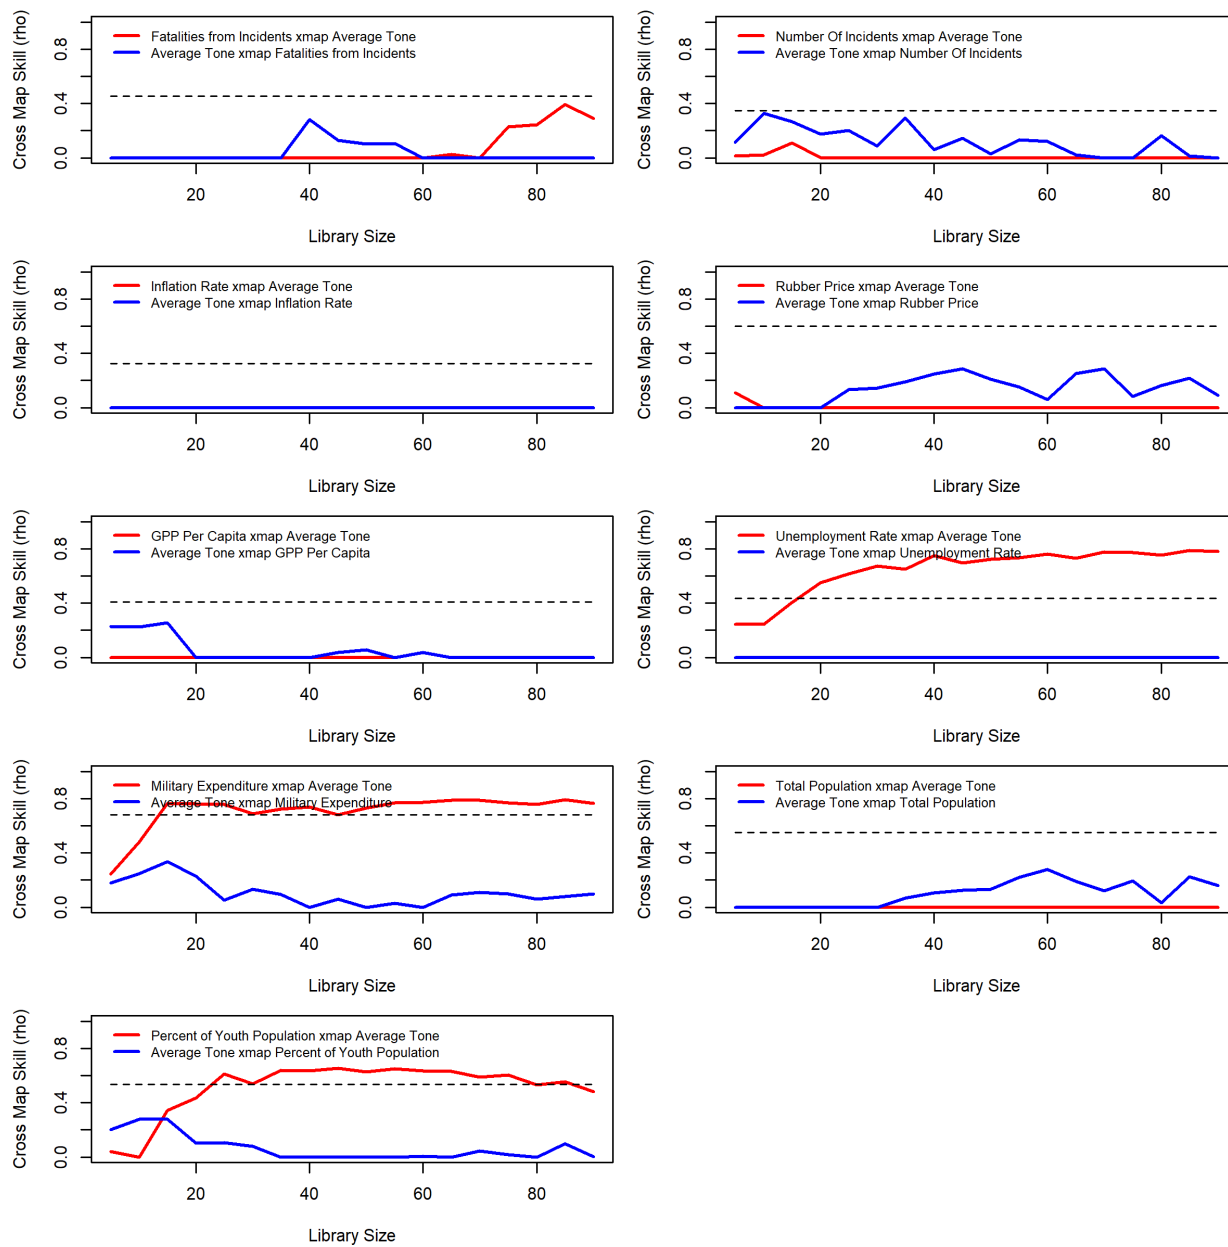 Cross Map Skill (rho)
0.0 0.4 0.8
Fatalities from Incidents xmap Average Tone
Average Tone xmap Fatalities from Incidents
20 40 60 80
Library Size
Cross Map Skill (rho)
0.0 0.4 0.8
Number Of Incidents xmap Average Tone
Average Tone xmap Number Of Incidents
20 40 60 80
Library Size
Cross Map Skill (rho)
0.0 0.4 0.8
Inflation Rate xmap Average Tone
Average Tone xmap Inflation Rate
20 40 60 80
Library Size
Cross Map Skill (rho)
0.0 0.4 0.8
Rubber Price xmap Average Tone
Average Tone xmap Rubber Price
20 40 60 80
Library Size
Cross Map Skill (rho)
0.0 0.4 0.8
GPP Per Capita xmap Average Tone
Average Tone xmap GPP Per Capita
20 40 60 80
Library Size
Cross Map Skill (rho)
0.0 0.4 0.8
Unemployment Rate xmap Average Tone
Average Tone xmap Unemployment Rate
20 40 60 80
Library Size
Cross Map Skill (rho)
0.0 0.4 0.8
Military Expenditure xmap Average Tone
Average Tone xmap Military Expenditure
20 40 60 80
Library Size
Cross Map Skill (rho)
0.0 0.4 0.8
Total Population xmap Average Tone
Average Tone xmap Total Population
20 40 60 80
Library Size
Cross Map Skill (rho)
0.0 0.4 0.8
Percent of Youth Population xmap Average Tone
Average Tone xmap Percent of Youth Population
20 40 60 80
Library Size